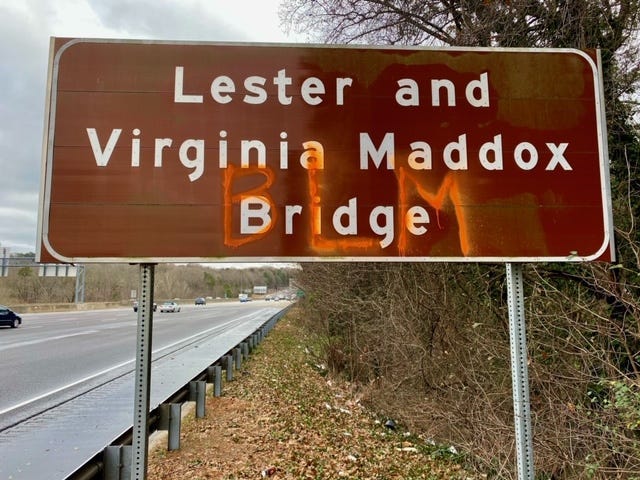 Lester and
Virginia Maddox
Bridge
BLM